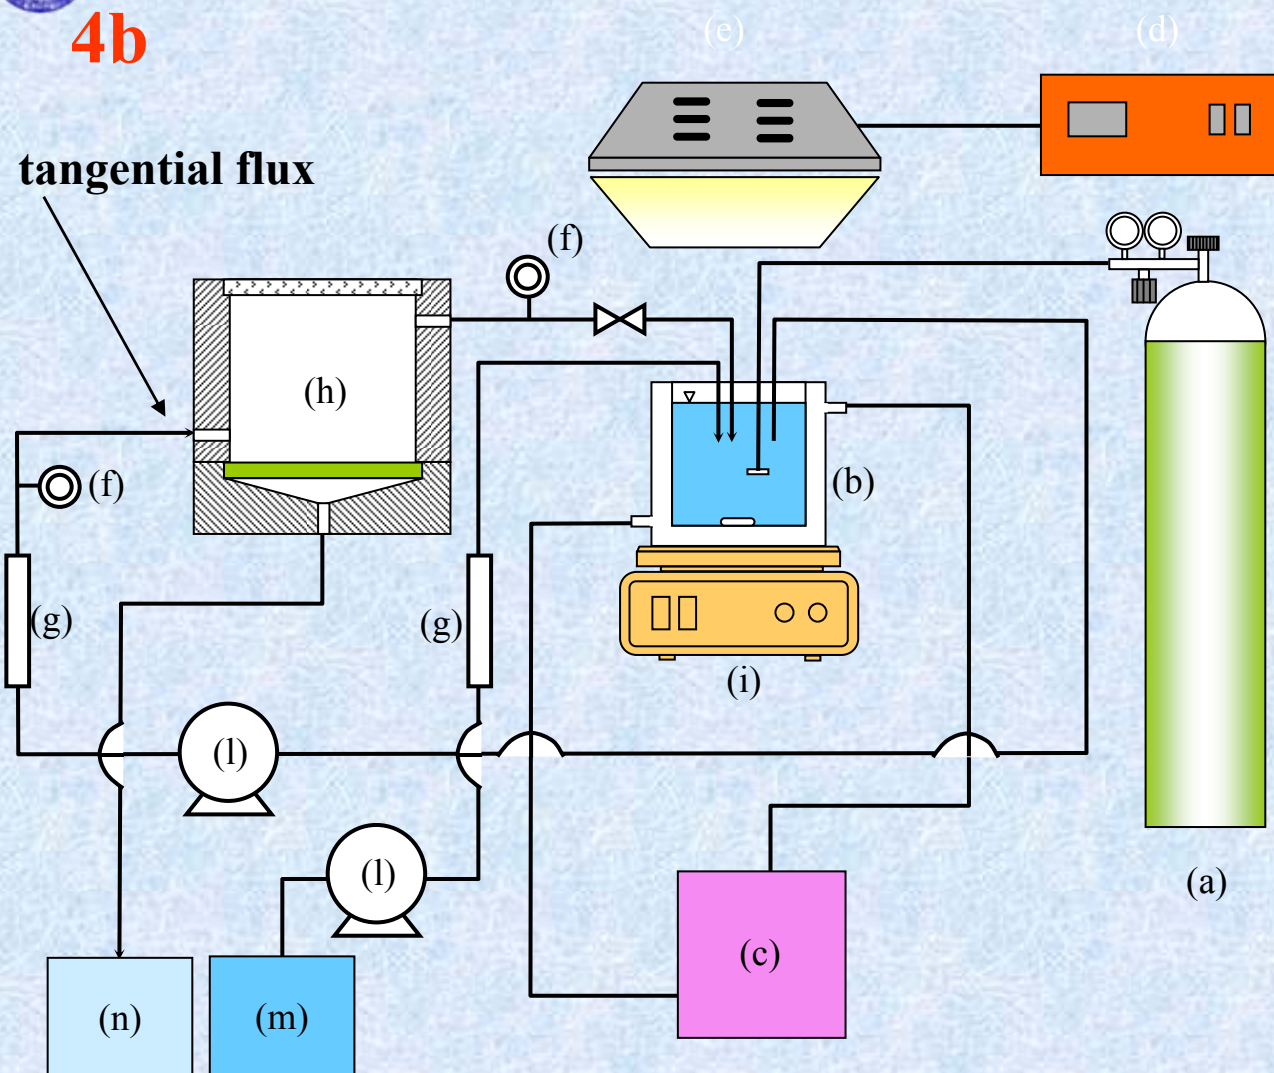 (e)
(d)
4b
tangential flux
(f)
(h)
(f)
(b)
(g)
(g)
(i)
(l)
(l)
(a)
(c)
(n)
(m)